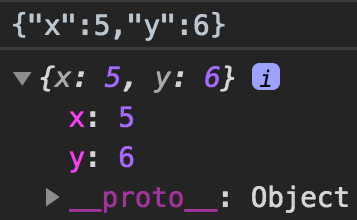 {"x":5,"y":6}
{x: 5, y: 6} i
x: 5
y: 6
__proto__: Object